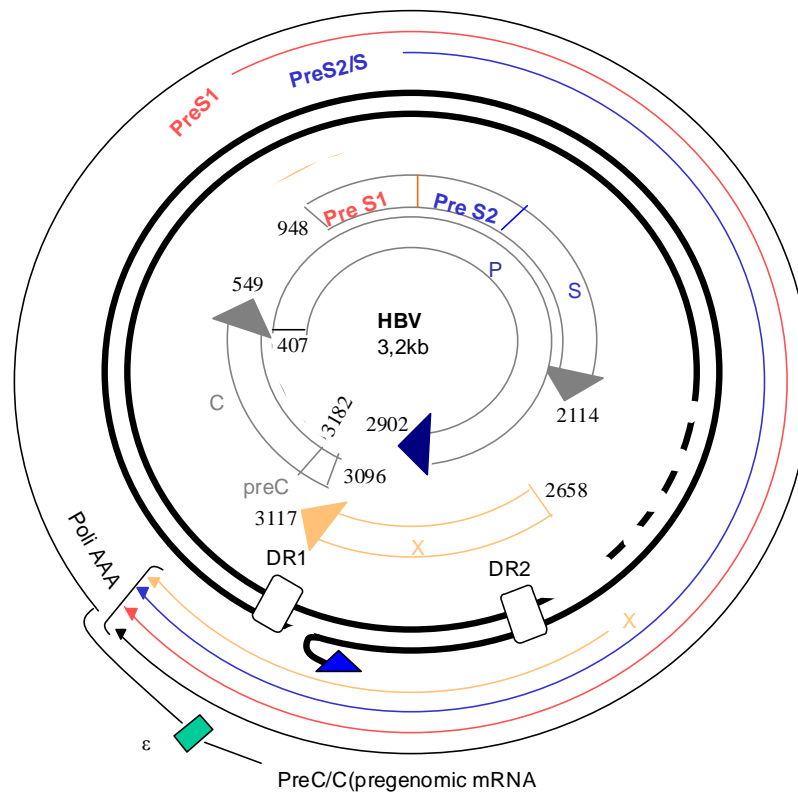 PreS2/S
PreS1
Pre S1
Pre S2
948
P
549
S
HBV
3,2kb
407
2114
C
3182
2902
3096
preC
2658
3117
X
Poli AAA
DR1
DR2
X
ε
PreC/C(pregenomic mRNA